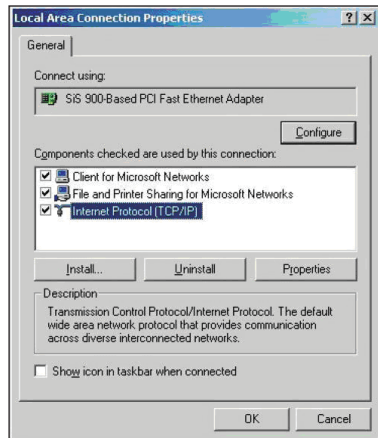 Local Area Connection Properties
General
Connect using:
SiS 900-Based PCI Fast Ethernet Adapter
Configure
Components checked are used by this connection:
Client for Microsoft Networks
File and Printer Sharing for Microsoft Networks
Internet Protocol (TCP/IP)
Install...
Uninstall
Properties
Description
Transmission Control Protocol/Internet Protocol. The default
wide area network protocol that provides communication
across diverse interconnected networks.
Show icon in taskbar when connected
OK
Cancel